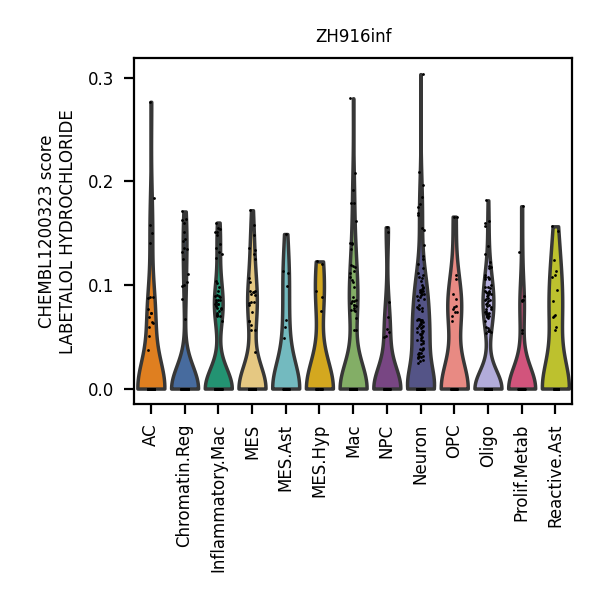 ZH916inf
CHEMBL1200323 score
LABETALOL HYDROCHLORIDE
0.3
0.2
0.1
0.0
AC
Chromatin.Reg
Inflammatory.Mac
MES
MES.Ast
MES.Hyp
Mac
NPC
Neuron
OPC
Oligo
Prolif.Metab
Reactive.Ast